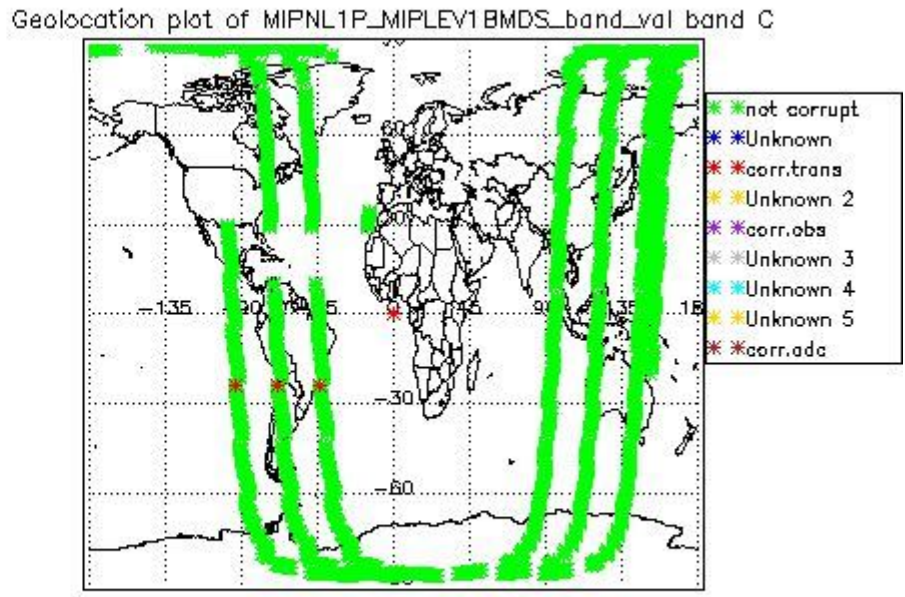 Geolocation plot of MIPNL1P_MIPLEV1BMDS_band_val band C
not corrupt
Unknown
corr.trans
Unknown 2
corr.obs
Unknown 3
Unknown 4
Unknown 5
corr.adc
60
-135
-30
-60